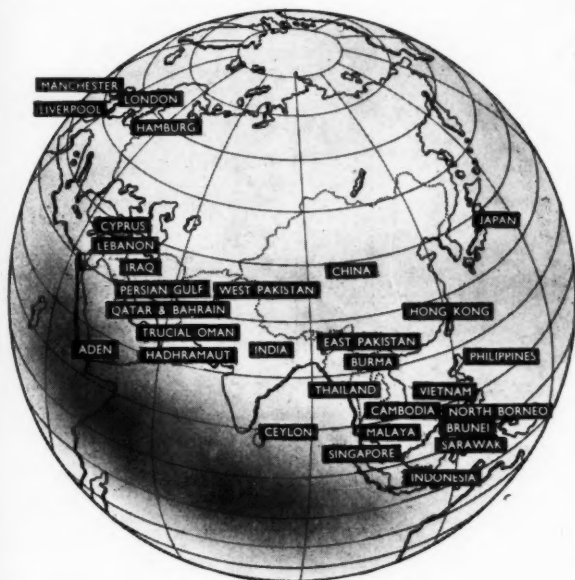 MANCHESTER
LONDON
LIVERPOOL
HAMBURG
CYPRUS
JAPAN
LEBANON
IRAQ
CHINA
PERSIAN GULF
WEST PAKISTAN
QATAR & BAHRAIN
HONG KONG
TRUCIAL OMAN
EAST PAKISTAN
ADEN
HADHRAMAUT
INDIA
BURMA
PHILIPPINES
THAILAND
VIETNAM
CAMBODIA
NORTH BORNEO
CEYLON
MALAYA
BRUNEI
SINGAPORE
SARAWAK
INDONESIA